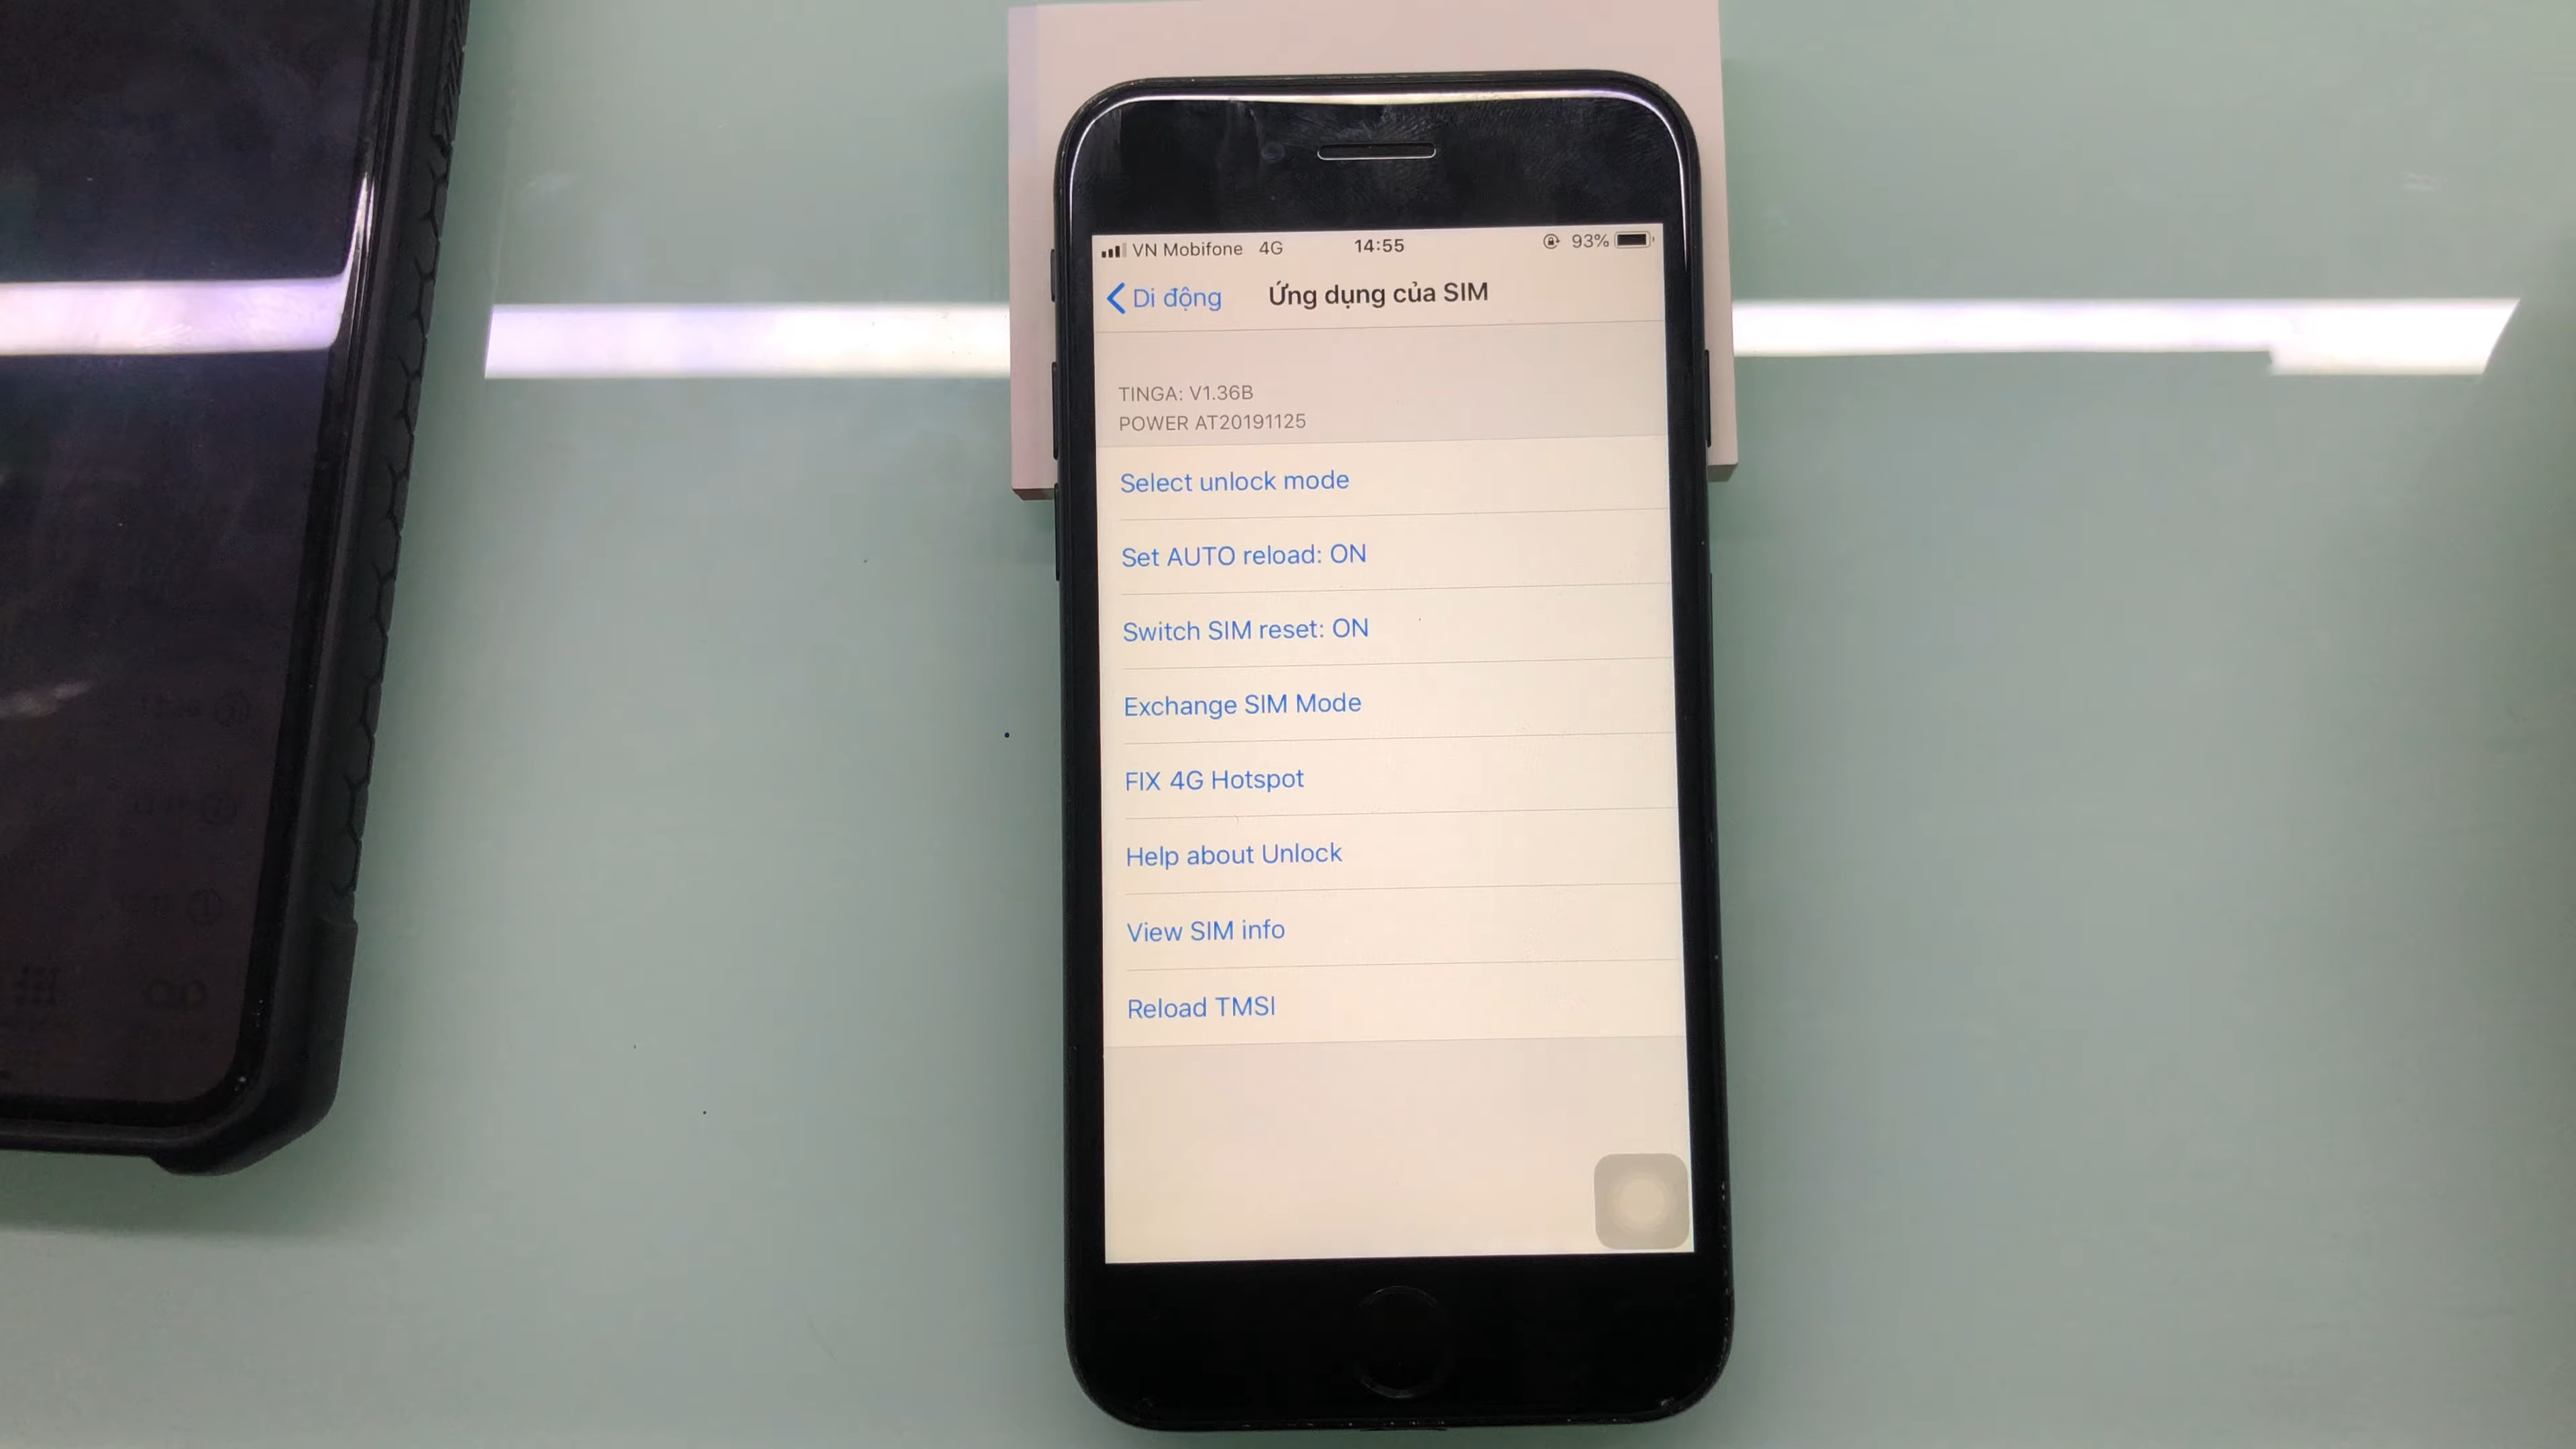 VN Mobifone 4G 14:55 93%
Di động Ứng dụng của SIM
TINGA: V1.36B
POWER AT20191125
Select unlock mode
Set AUTO reload: ON
Switch SIM reset: ON
Exchange SIM Mode
FIX 4G Hotspot
Help about Unlock
View SIM info
Reload TMSI